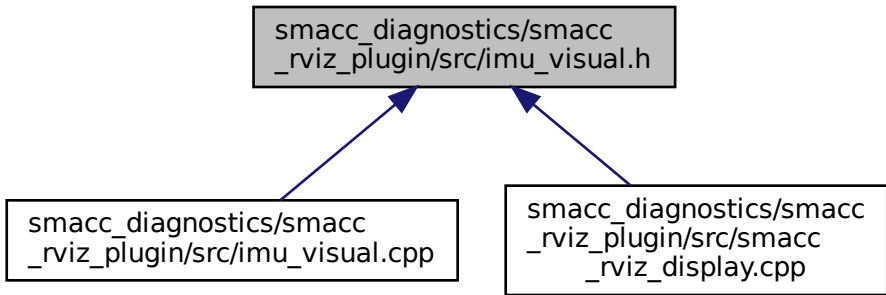 smacc_diagnostics/smacc
_rviz_plugin/src/imu_visual.h
smacc_diagnostics/smacc
_rviz_plugin/src/imu_visual.cpp
smacc_diagnostics/smacc
_rviz_plugin/src/smacc
_rviz_display.cpp